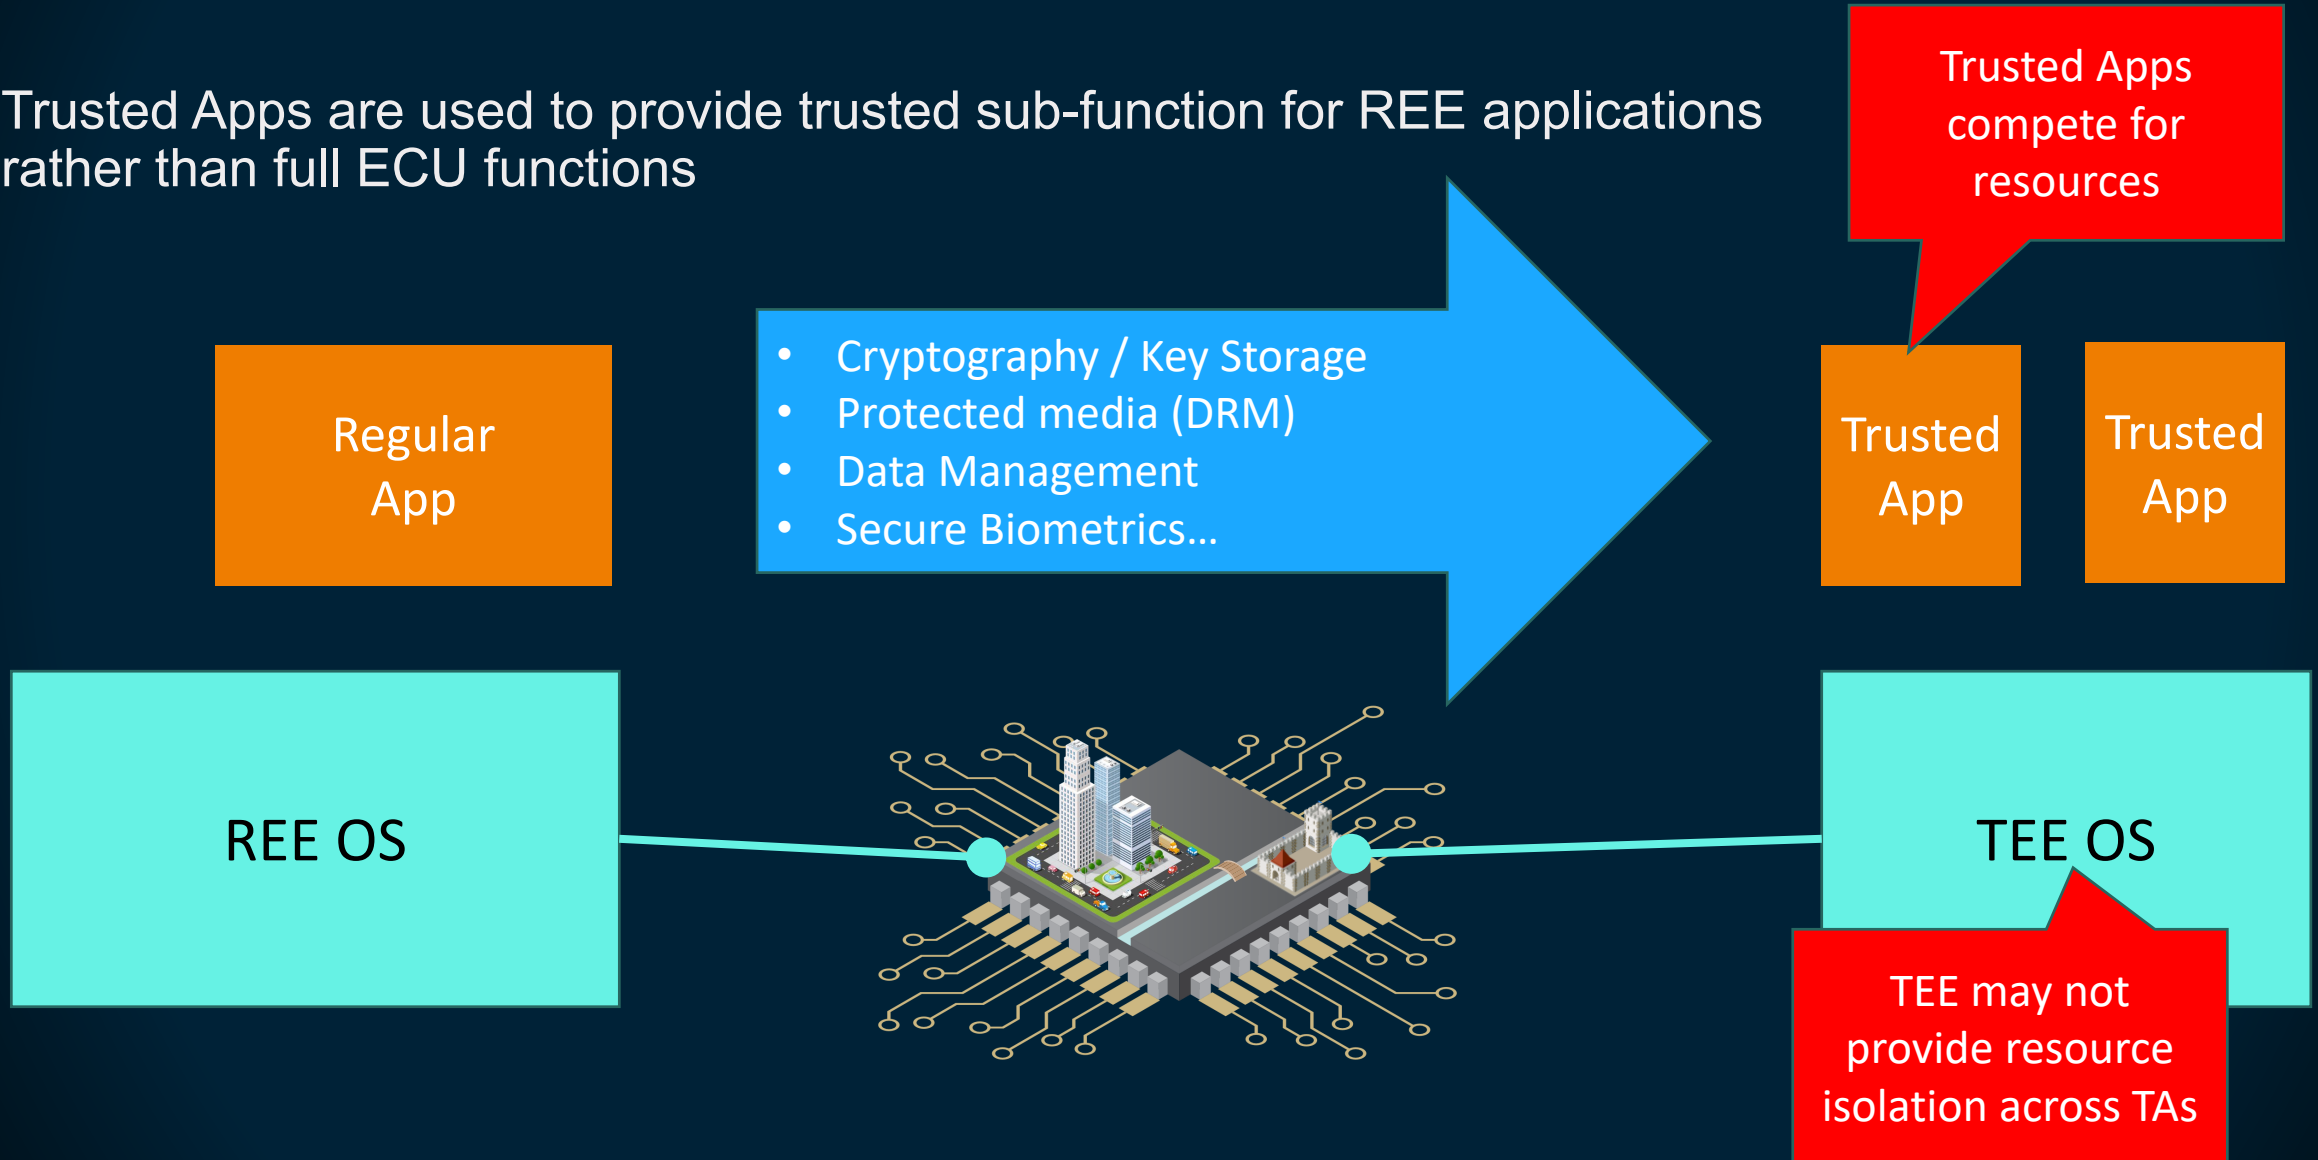 Trusted Apps are used to provide trusted sub-function for REE applications
rather than full ECU functions
Trusted Apps
compete for
resources
Regular
App
• Cryptography / Key Storage
• Protected media (DRM)
• Data Management
• Secure Biometrics…
Trusted
App
Trusted
App
REE OS
TEE OS
TEE may not
provide resource
isolation across TAs